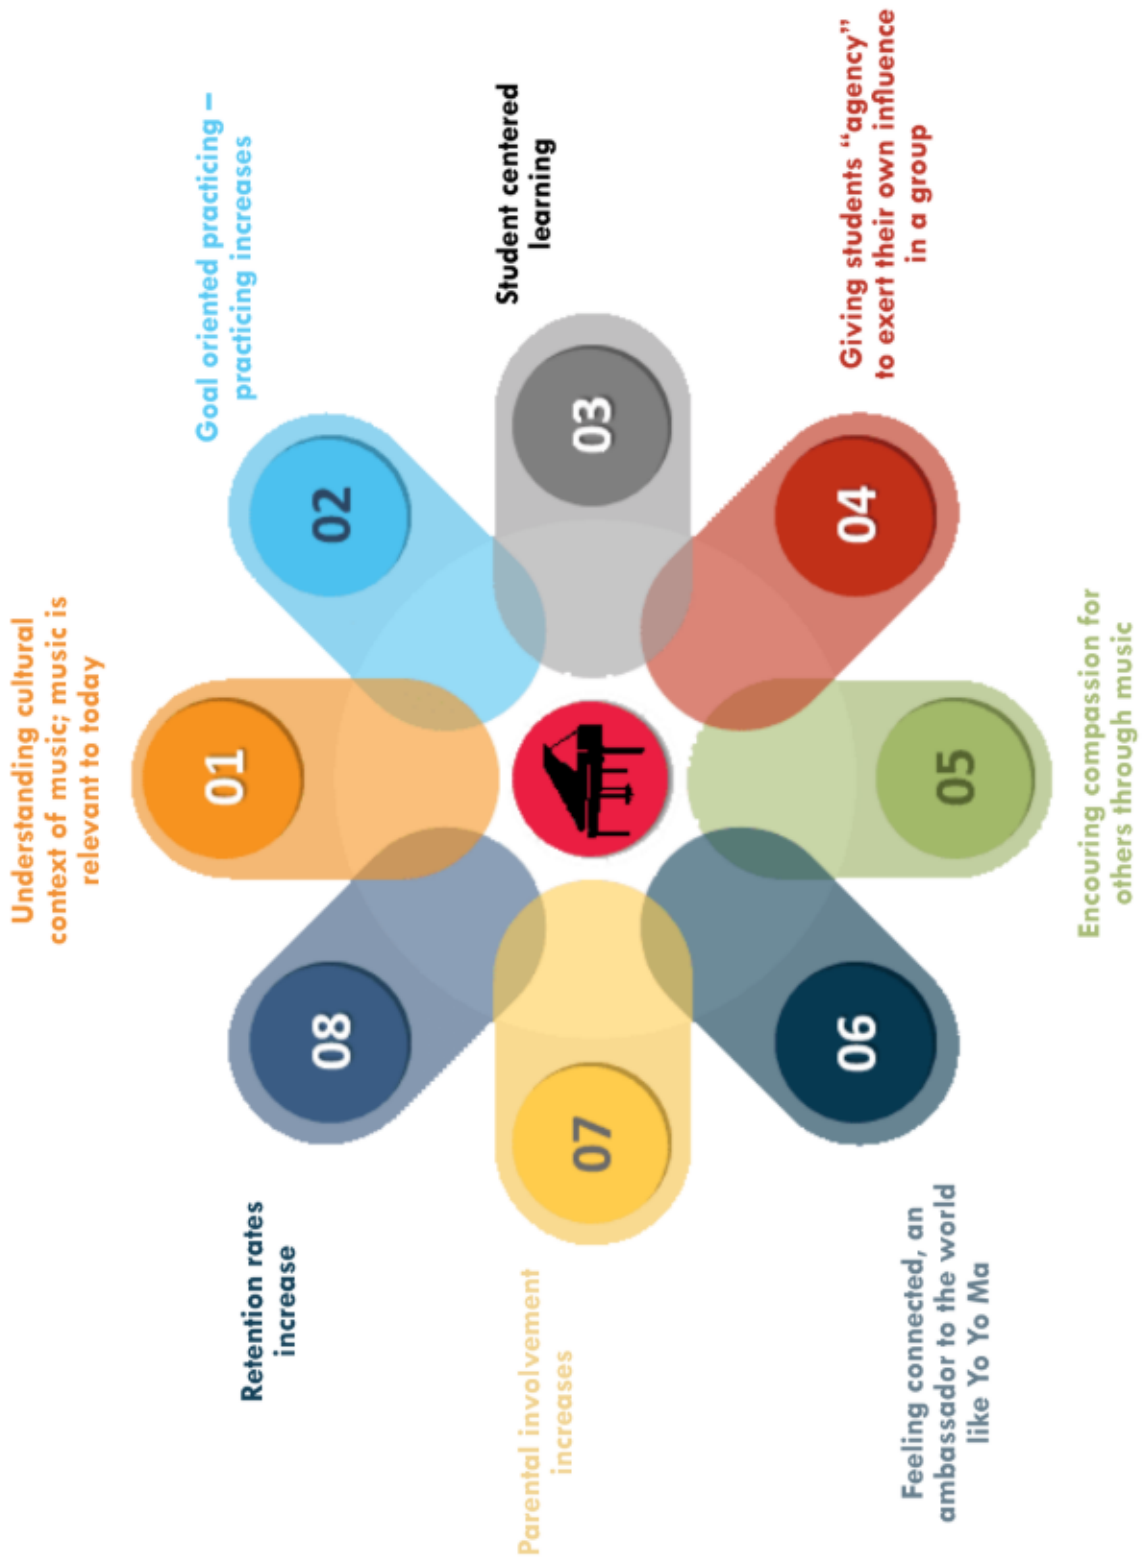 01
Understanding cultural
context of music; music is
relevant to today
02
Goal oriented practicing –
practicing increases
03
Student centered
learning
04
Giving students “agency”
to exert their own influence
in a group
05
Encouring compassion for
others through music
06
Feeling connected, an
ambassador to the world
like Yo Yo Ma
07
Parental involvement
increases
08
Retention rates
increase